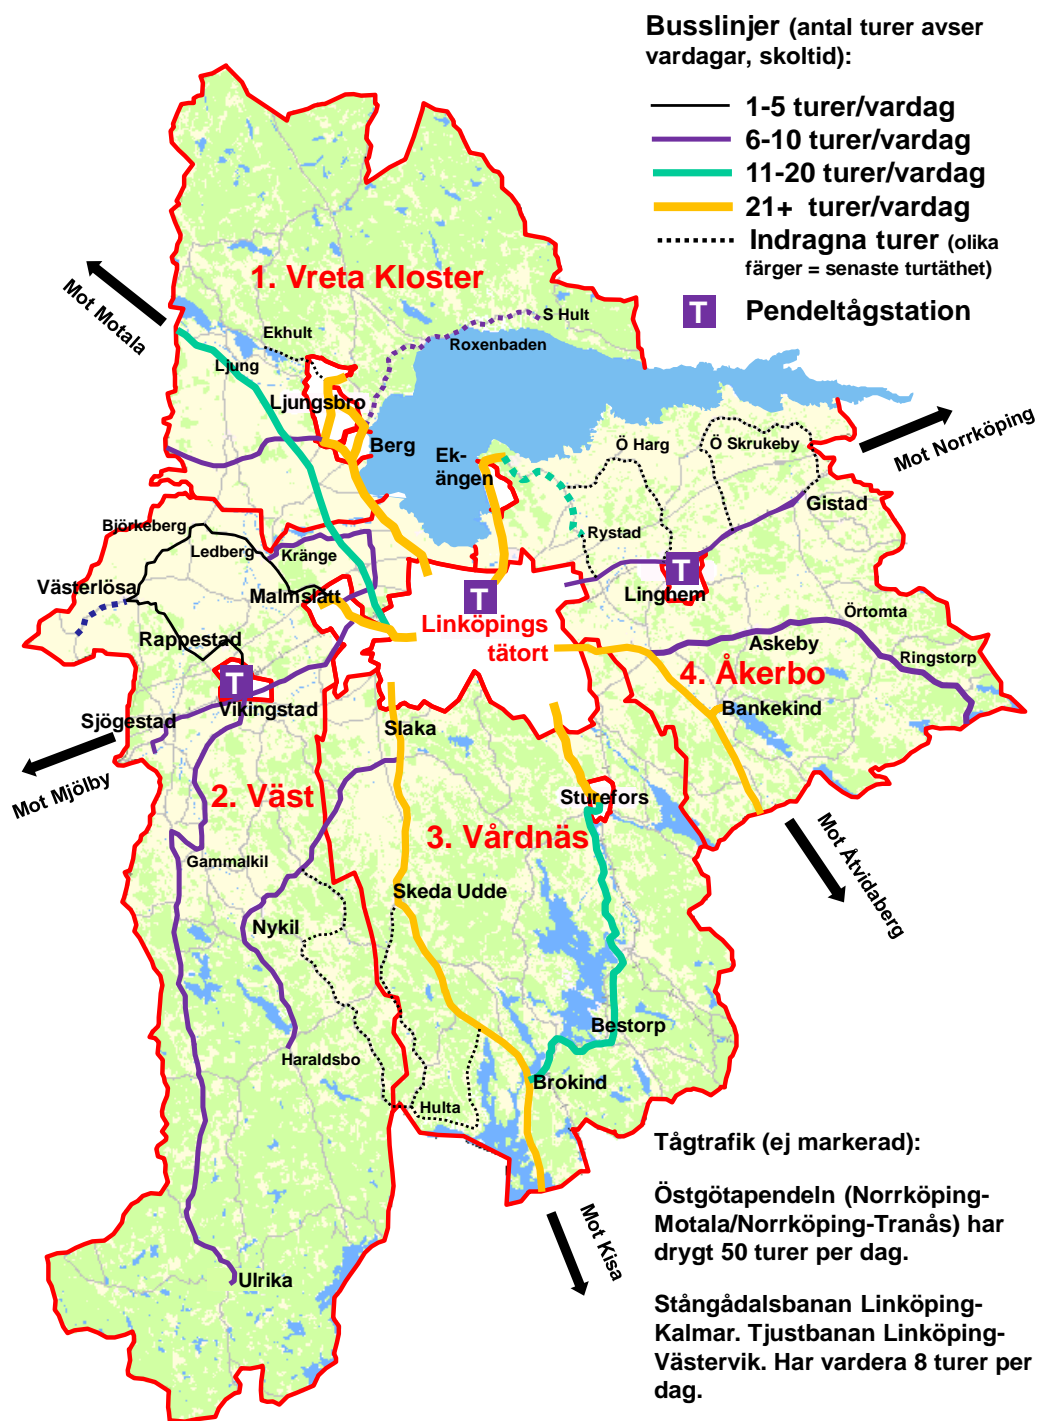 Busslinjer (antal turer avser
vardagar, skoltid):
1-5 turer/vardag
6-10 turer/vardag
11-20 turer/vardag
21+ turer/vardag
Indragna turer (olika
färger = senaste turtäthet)
T Pendeltågstation
1. Vreta Kloster
Mot Motala
S Hult
Ekhult
Roxenbaden
Ljung
Ljungsbro
Berg
Ek-
ängen
Ö Harg
Ö Skrukeby
Mot Norrköping
Gistad
Björkeberg
Ledberg
Kränge
Rystad
Västerlösa
Malmslätt
T
T
Linghem
Örtomta
Linköpings
tätort
Rappestad
Askeby
Ringstorp
4. Åkerbo
T
Vikingstad
Bankekind
Sjögestad
Slaka
Mot Mjölby
2. Väst
Sturefors
3. Vårdnäs
Mot Åtvidaberg
Gammalkil
Skeda Udde
Nykil
Bestorp
Haraldsbo
Brokind
Hulta
Mot Kisa
Ulrika
Tågtrafik (ej markerad):
Östgötapendeln (Norrköping-
Motala/Norrköping-Tranås) har
drygt 50 turer per dag.
Stångådalsbanan Linköping-
Kalmar. Tjustbanan Linköping-
Västervik. Har vardera 8 turer per
dag.